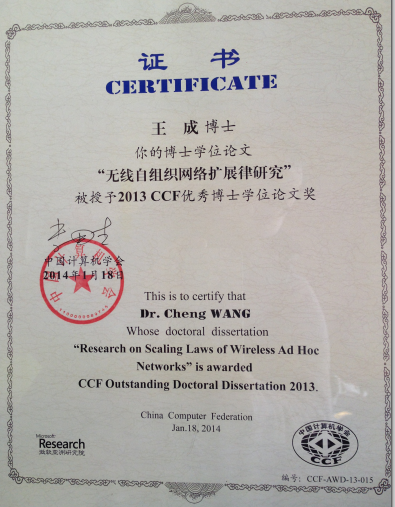 证 书
CERTIFICATE
王 成 博士
你的博士学位论文
“无线自组织网络扩展律研究”
被授予2013 CCF优秀博士学位论文奖
中国计算机学会
2014年1月18日
This is to certify that
Dr. Cheng WANG
Whose doctoral dissertation
“Research on Scaling Laws of Wireless Ad Hoc
Networks” is awarded
CCF Outstanding Doctoral Dissertation 2013.
China Computer Federation
Jan.18, 2014
Microsoft
Research
微软亚洲研究院
中国计算机学会
CCF
编号: CCF-AWD-13-015